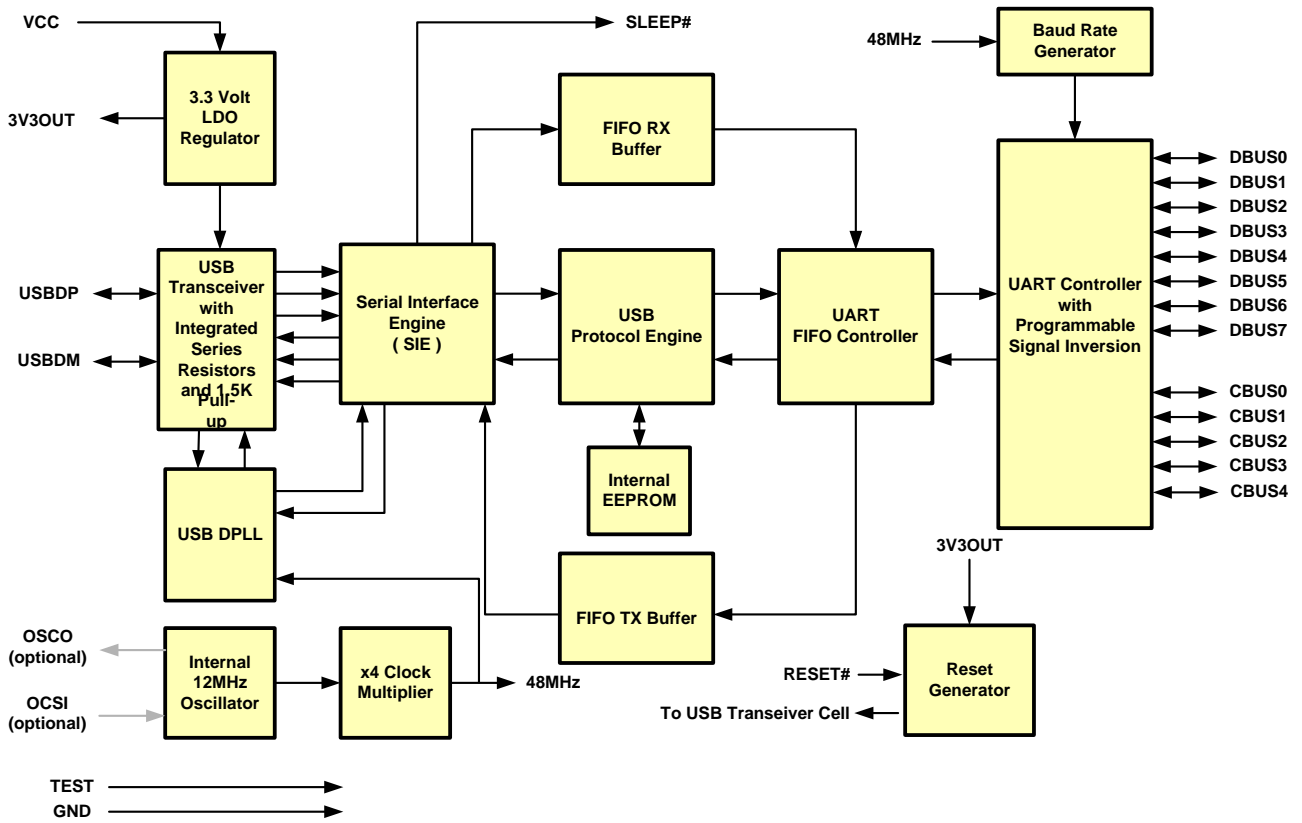 VCC
SLEEP#
48MHz
Baud Rate
Generator
3.3 Volt
LDO
Regulator
3V3OUT
FIFO RX
Buffer
DBUS0
DBUS1
DBUS2
DBUS3
DBUS4
DBUS5
DBUS6
DBUS7
USB
Transceiver
with
Integrated
Series
Resistors
and 1.5K
Pull-
up
USBDP
USBDM
Serial Interface
Engine
( SIE )
USB
Protocol Engine
UART
FIFO Controller
UART Controller
with
Programmable
Signal Inversion
CBUS0
CBUS1
CBUS2
CBUS3
CBUS4
Internal
EEPROM
USB DPLL
3V3OUT
FIFO TX Buffer
OSCO
(optional)
OCSI
(optional)
Internal
12MHz
Oscillator
x4 Clock
Multiplier
48MHz
RESET#
Reset
Generator
To USB Transeiver Cell
TEST
GND